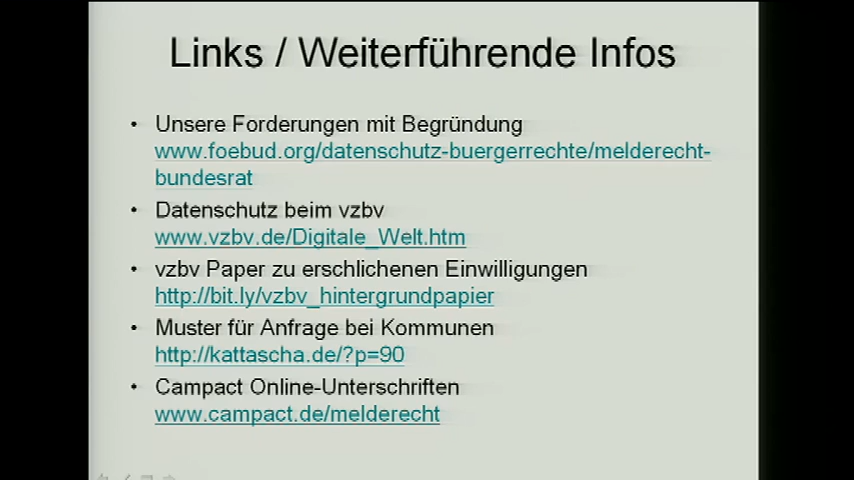 Links / Weiterführende Infos
• Unsere Forderungen mit Begründung
www.foebud.org/datenschutz-buergerrechte/melderecht-
bundesrat
• Datenschutz beim vzbv
www.vzbv.de/Digitale_Welt.htm
• vzbv Paper zu erschlichenen Einwilligungen
http://bit.ly/vzbv_hintergrundpapier
• Muster für Anfrage bei Kommunen
http://kattascha.de/?p=90
• Campact Online-Unterschriften
www.campact.de/melderecht